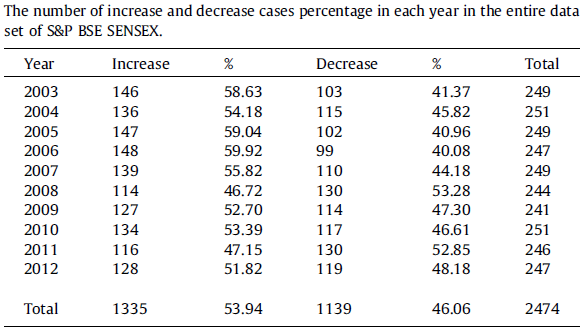 The number of increase and decrease cases percentage in each year in the entire data
set of S&P BSE SENSEX.
Year Increase % Decrease % Total
2003 146 58.63 103 41.37 249
2004 136 54.18 115 45.82 251
2005 147 59.04 102 40.96 249
2006 148 59.92 99 40.08 247
2007 139 55.82 110 44.18 249
2008 114 46.72 130 53.28 244
2009 127 52.70 114 47.30 241
2010 134 53.39 117 46.61 251
2011 116 47.15 130 52.85 246
2012 128 51.82 119 48.18 247
Total 1335 53.94 1139 46.06 2474